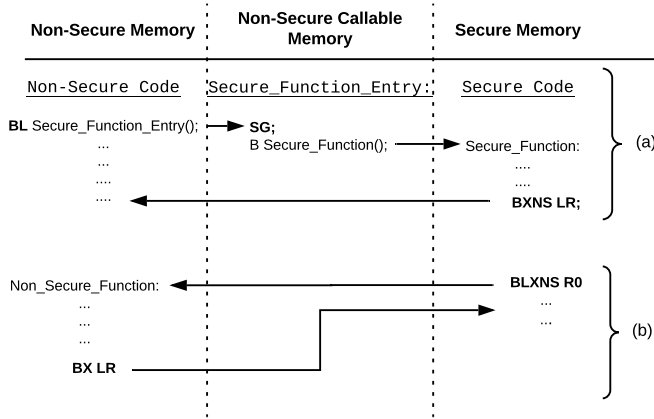 Non-Secure Memory
Non-Secure Callable
Memory
Secure Memory
Non-Secure Code
Secure_Function_Entry:
Secure Code
BL Secure_Function_Entry();
...
...
....
....
SG;
B Secure_Function();
Secure_Function:
....
....
BXNS LR;
(a)
Non_Secure_Function:
...
...
...
BX LR
BLXNS R0
...
...
(b)